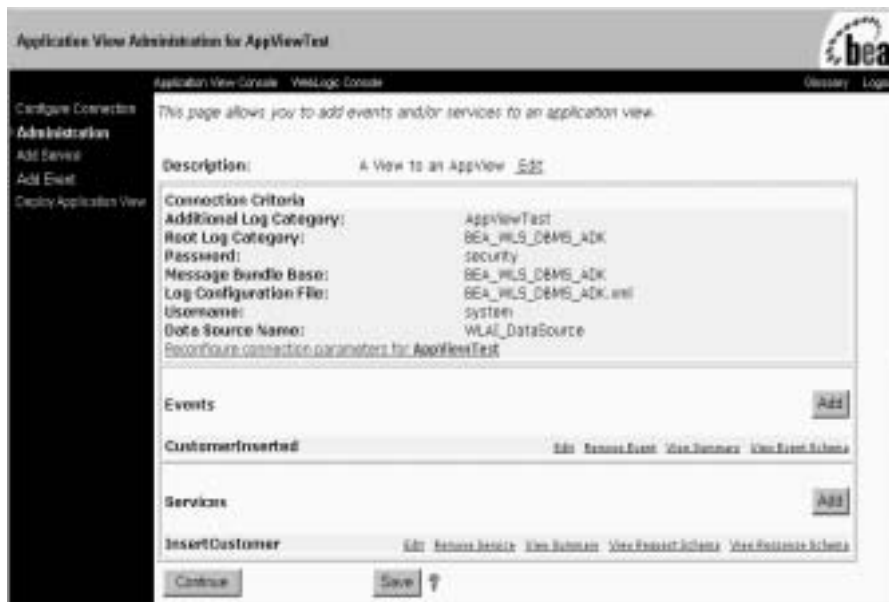 Application View Administration for AppViewTest
bea
Application View Console WebLogic Console
Glossary Login
Configure Connection
Administration
Add Service
Add Event
Deploy Application View
This page allows you to add events and/or services to an application view.
Description: A View to an AppView Edit
Connection Criteria
Additional Log Category: AppViewTest
Root Log Category: BEA_WLS_DBMS_ADK
Password: security
Message Bundle Base: BEA_WLS_DBMS_ADK
Log Configuration File: BEA_WLS_DBMS_ADK.xml
Username: system
Data Source Name: WLAI_DataSource
Reconfigure connection parameters for AppViewTest
Events Add
CustomerInserted Edit Remove Event View Summary View Event Schema
Services Add
InsertCustomer Edit Remove Service View Summary View Request Schema View Response Schema
Continue Save